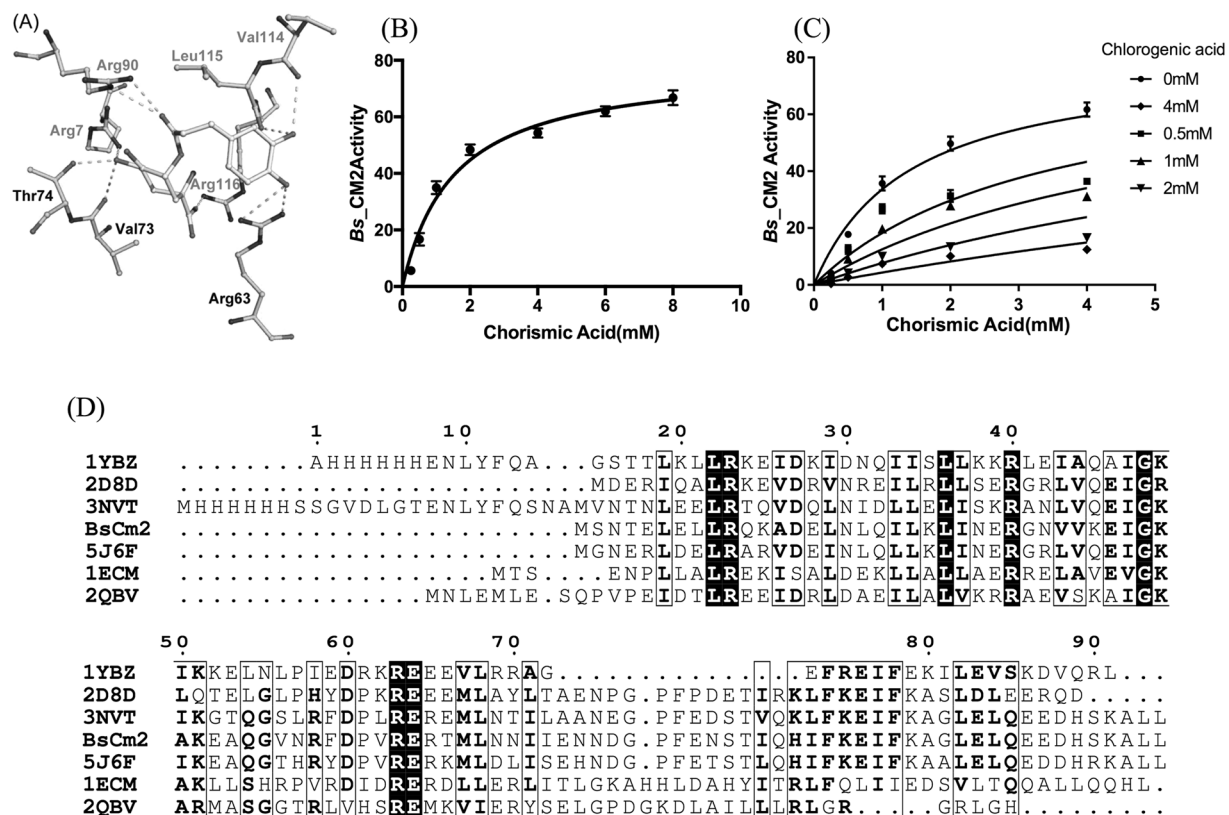 (A)
Val114
Leu115
Arg90
Arg7
Arg116
Thr74
Val73
Arg63
(B)
80
60
40
20
0
Bs_CM2Activity
0 2 4 6 8 10
Chorismic Acid(mM)
(C)
80
60
40
20
0
Bs_CM2 Activity
0 1 2 3 4 5
Chorismic Acid(mM)
Chlorogenic acid
0mM
4mM
0.5mM
1mM
2mM
(D)
1 10 20 30 40
1YBZ ........AHHHHHHENLYFQA...GSTTLKLLRKEIDKIDNQIISLLKKRLEIAQAIGK
2D8D .........................MDERIQALRKEVDRVNREILRLLSERGRLVQEIGR
3NVT MHHHHHHSSGVDLGTENLYFQSNAMVNTNLEELRTQVDQLNIDLLELISKRANLVQEIGK
BsCm2 ........................MSNTELELLRQKADELNLQILKLINERGNVVKEIGK
5J6F ........................MGNERLDELRARVDEINLQLLKLINERGRLVQEIGK
1ECM ...................MTS....ENPLLALREKISALDEKLLALLAERRELAVEVGK
2QBV ...............MNLEMLE.SQPVPEIDTLREEIDRLDAEILALVKRRAEVSKAIGK
50 60 70 80 90
1YBZ IKKELNLPIEDRKREEEVLRRAG...............EFREIFEKILEVSKDVQRL...
2D8D LQTELGLPHYDPKREEEMLAYLTAENPG.PFPDETIRKLFKEIFKASLDLEERQD.....
3NVT IKGTQGSLRFDPLREREMLNTILAANEG.PFEDSTVQKLFKEIFKAGLELQEEDHSKALL
BsCm2 AKEAQGVNRFDPVRERTMLNNIIENNDG.PFENSTIQHIFKEIFKAGLELQEEDHSKALL
5J6F IKEAQGTHRYDPVRERKMLDLISEHNDG.PFETSTLQHIFKEIFKAALELQEDDHSKALL
1ECM AKLLSHRPVRDIDRERDLLERLITLGKAHHLDAHYITRLFQLIIEDSVLTQQALLQQHL.
2QBV ARMASGGTRLVHSREMKVIERYSELGPDGKDLAILLLRLGR.....GRLGH.........